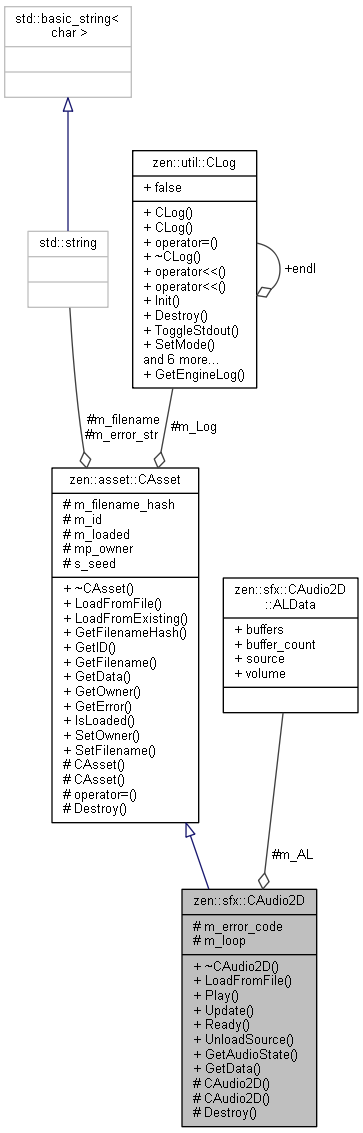 std::basic_string<
char >
zen::util::CLog
+ false
+ CLog()
+ CLog()
+ operator=()
+ ~CLog()
+ operator<<()
+ operator<<()
+ Init()
+ Destroy()
+ ToggleStdout()
+ SetMode()
and 6 more...
+ GetEngineLog()
+endl
std::string
#m_filename
#m_error_str
#m_Log
zen::asset::CAsset
# m_filename_hash
# m_id
# m_loaded
# mp_owner
# s_seed
+ ~CAsset()
+ LoadFromFile()
+ LoadFromExisting()
+ GetFilenameHash()
+ GetID()
+ GetFilename()
+ GetData()
+ GetOwner()
+ GetError()
+ IsLoaded()
+ SetOwner()
+ SetFilename()
# CAsset()
# CAsset()
# operator=()
# Destroy()
zen::sfx::CAudio2D
::ALData
+ buffers
+ buffer_count
+ source
+ volume
#m_AL
zen::sfx::CAudio2D
# m_error_code
# m_loop
+ ~CAudio2D()
+ LoadFromFile()
+ Play()
+ Update()
+ Ready()
+ UnloadSource()
+ GetAudioState()
+ GetData()
# CAudio2D()
# CAudio2D()
# Destroy()